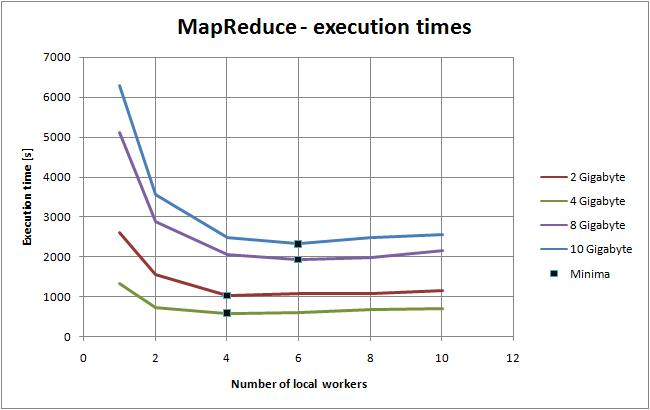 MapReduce - execution times
Execution time [s]
7000
6000
5000
4000
3000
2000
1000
0
0 2 4 6 8 10 12
Number of local workers
2 Gigabyte
4 Gigabyte
8 Gigabyte
10 Gigabyte
Minima